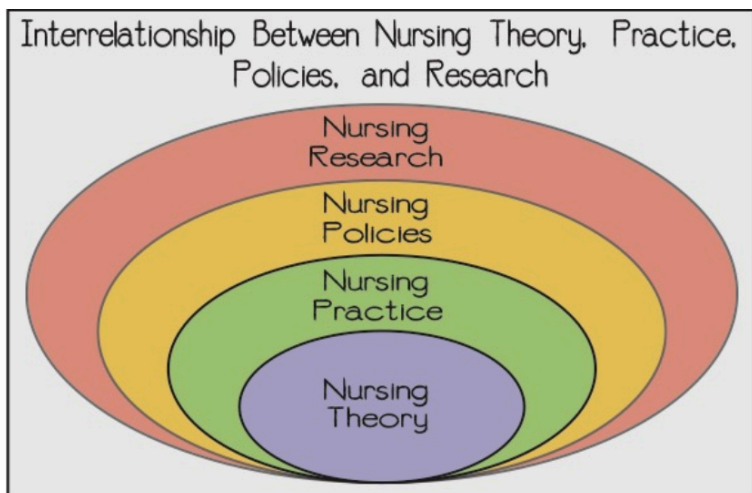 Interrelationship Between Nursing Theory, Practice,
Policies, and Research
Nursing
Research
Nursing
Policies
Nursing
Practice
Nursing
Theory